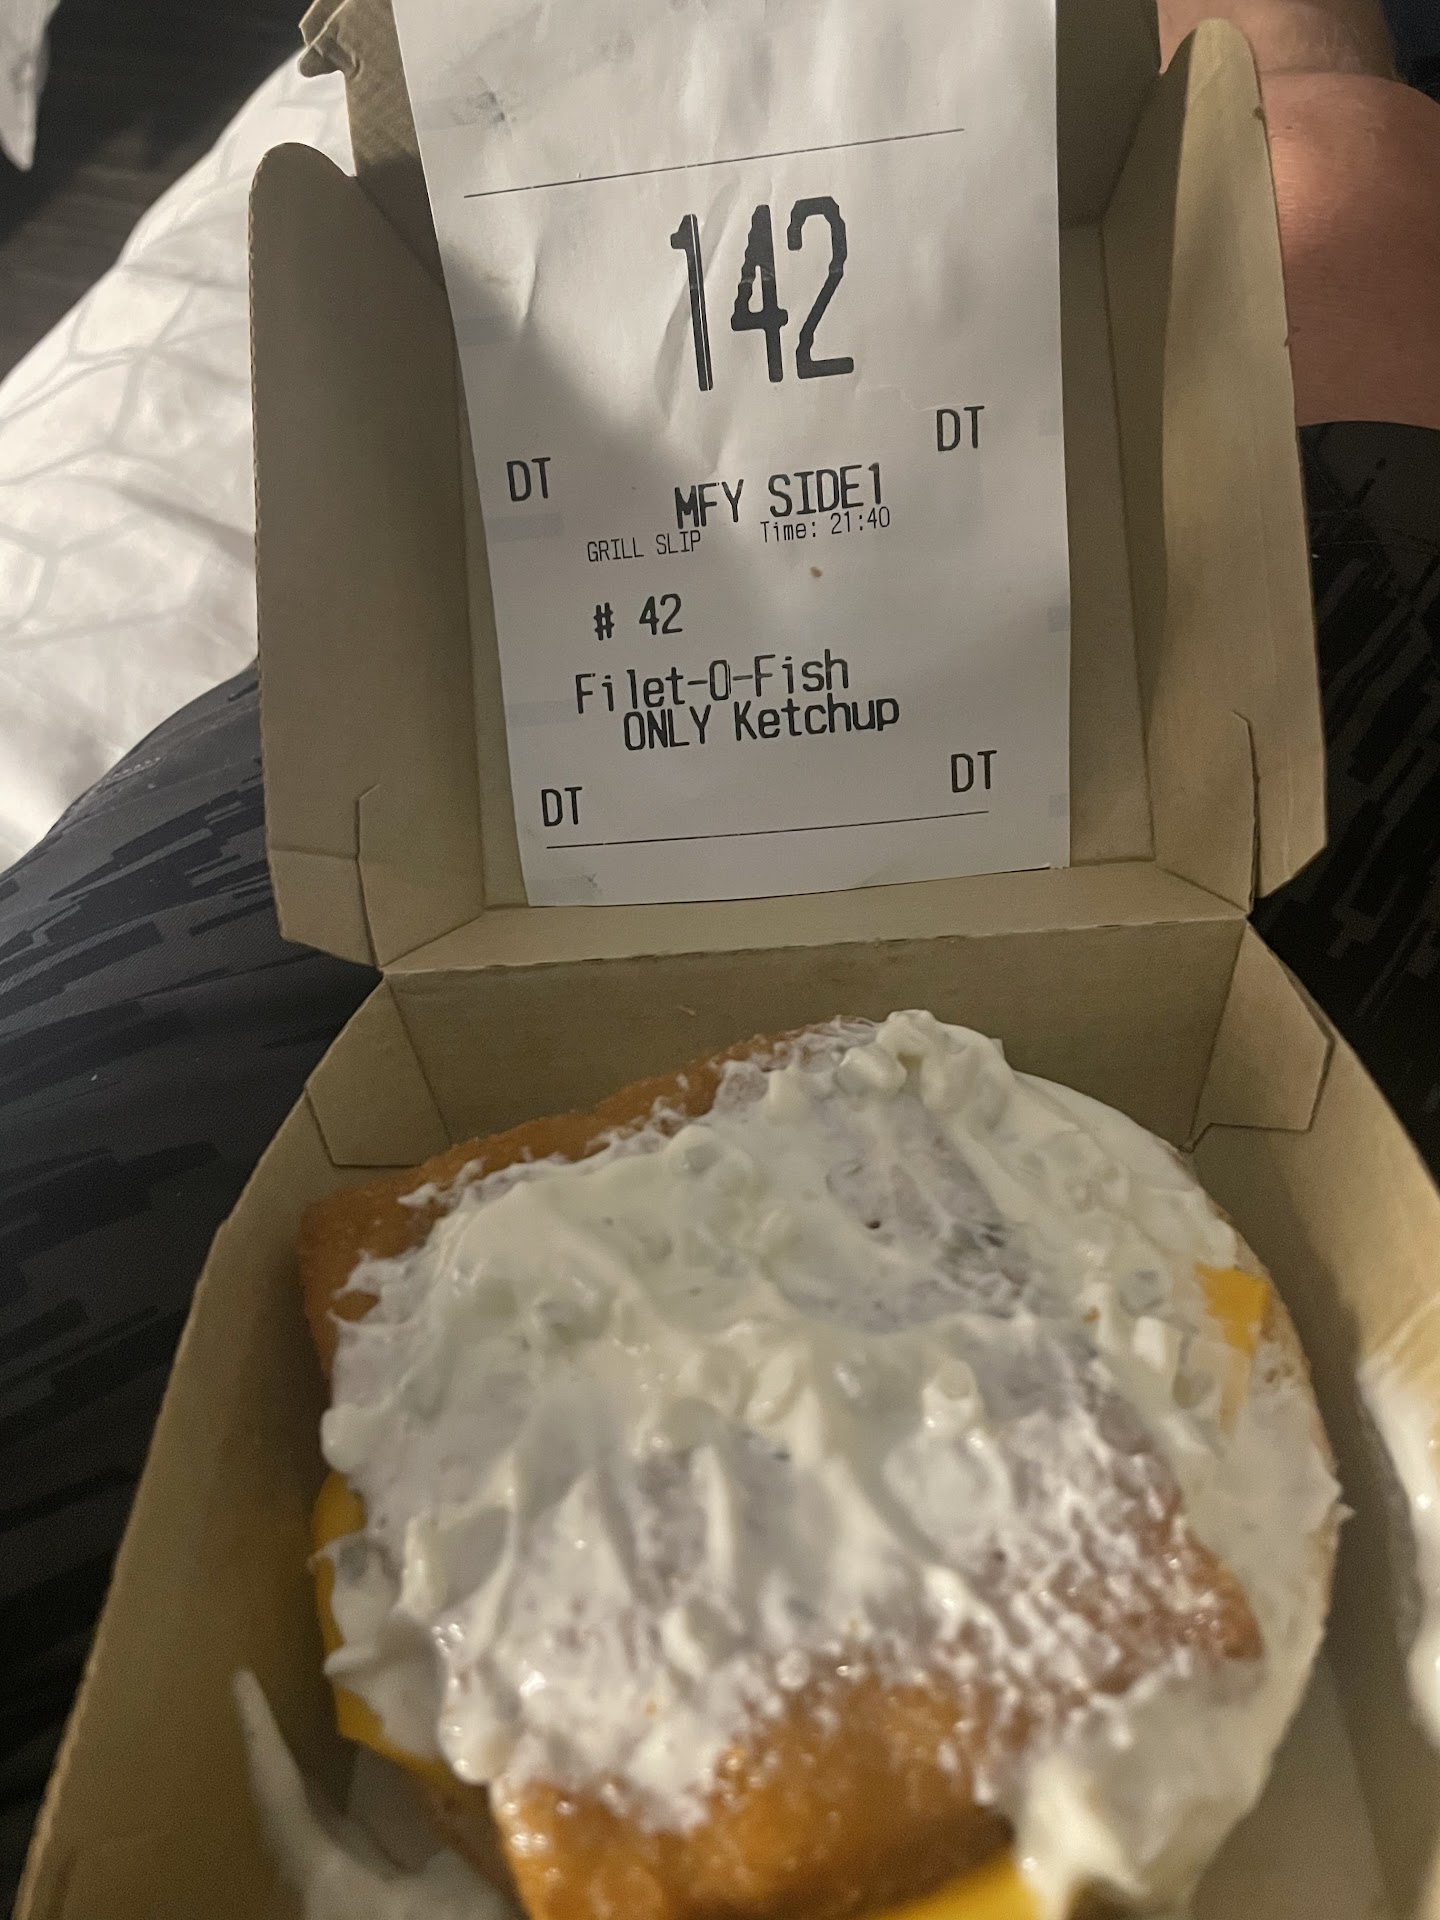 142
DT DT
MFY SIDE1
GRILL SLIP Time: 21:40
# 42
Filet-O-Fish
ONLY Ketchup
DT DT